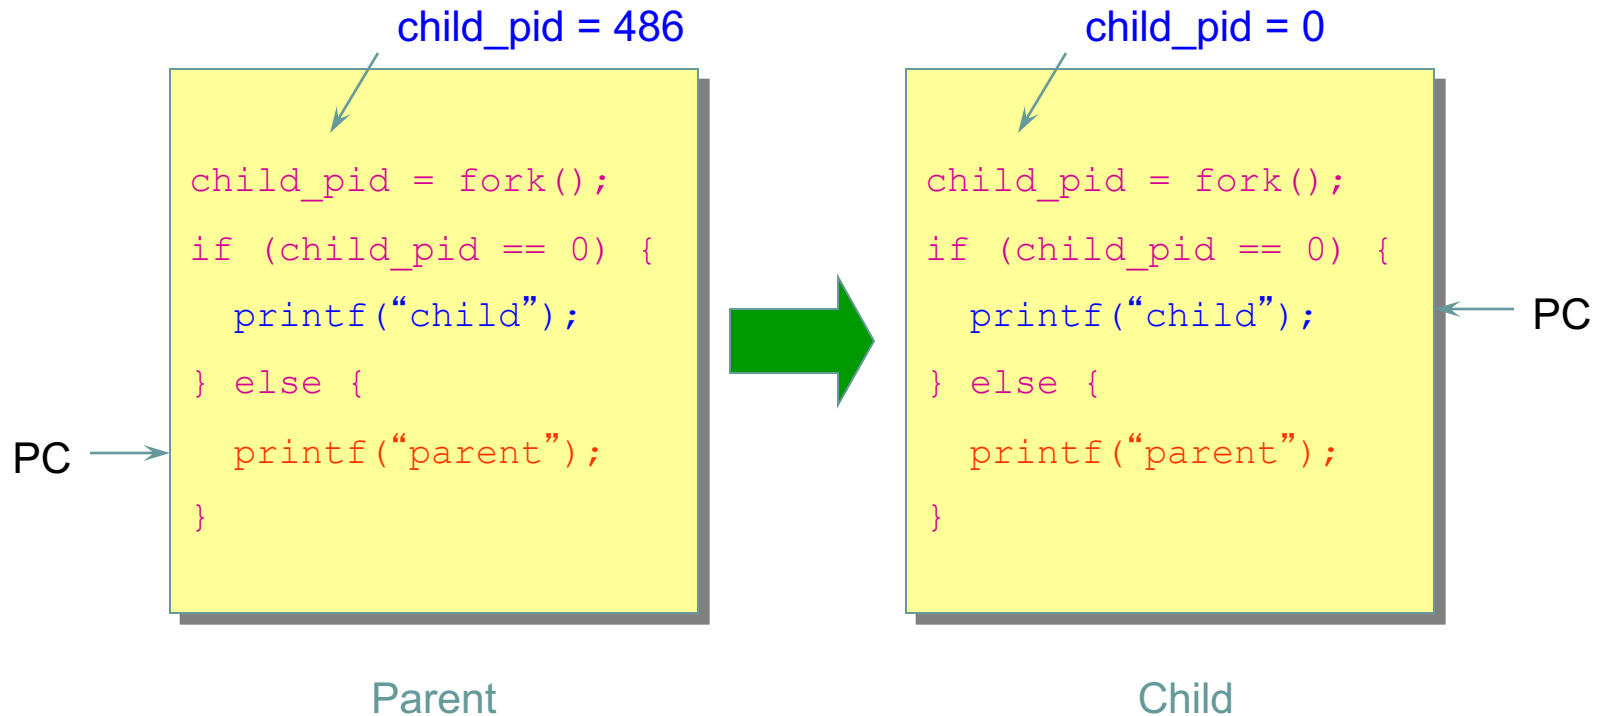 child_pid = 486
child_pid = fork();
if (child_pid == 0) {
  printf(“child”);
} else {
PC
  printf(“parent”);
}
Parent
child_pid = 0
child_pid = fork();
if (child_pid == 0) {
  printf(“child”);
PC
} else {
  printf(“parent”);
}
Child